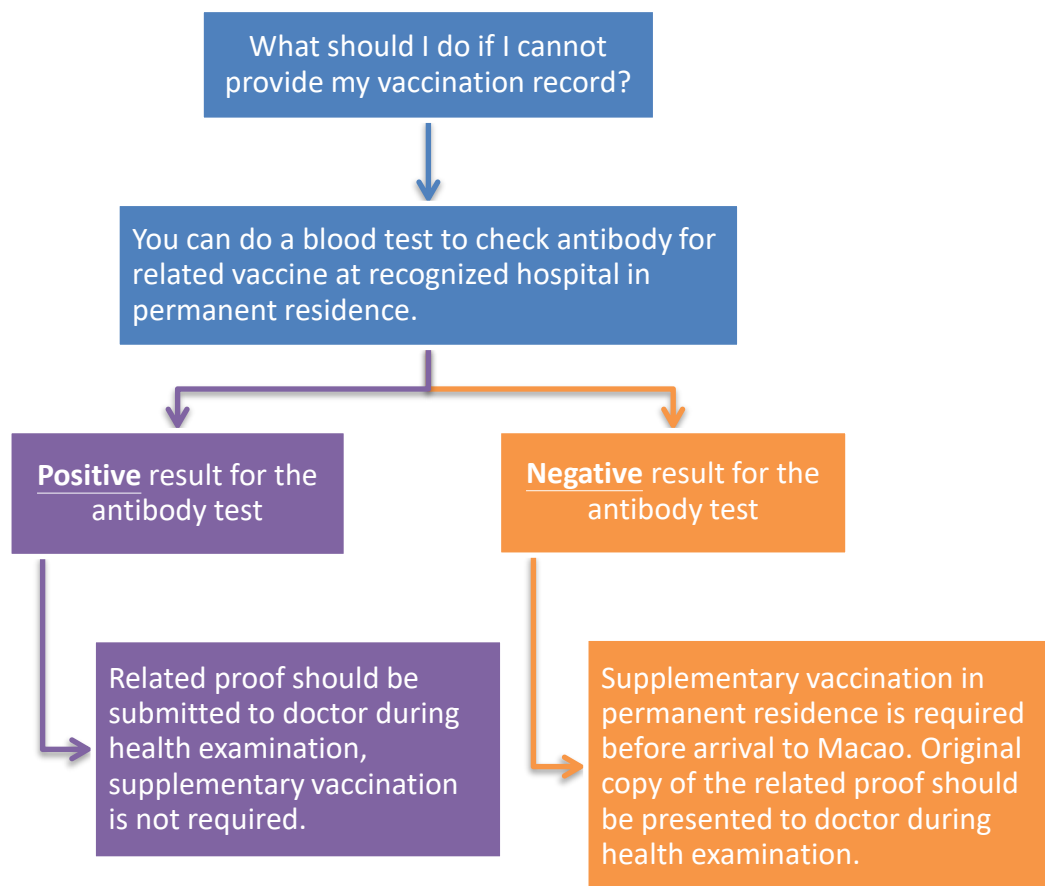 What should I do if I cannot
provide my vaccination record?
You can do a blood test to check antibody for
related vaccine at recognized hospital in
permanent residence.
Positive result for the
antibody test
Negative result for the
antibody test
Related proof should be
submitted to doctor during
health examination,
supplementary vaccination
is not required.
Supplementary vaccination in
permanent residence is required
before arrival to Macao. Original
copy of the related proof should
be presented to doctor during
health examination.